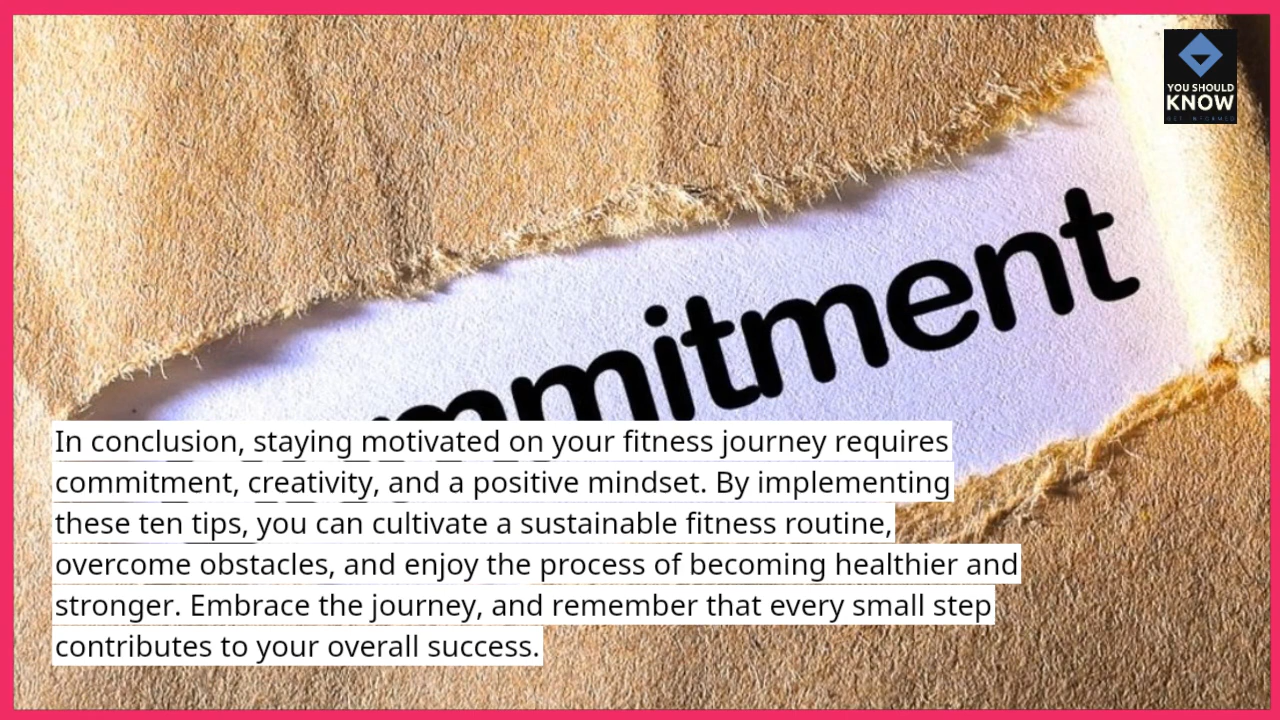 YOU SHOULD
KNOW
GET INFORMED
mmitment
In conclusion, staying motivated on your fitness journey requires
commitment, creativity, and a positive mindset. By implementing
these ten tips, you can cultivate a sustainable fitness routine,
overcome obstacles, and enjoy the process of becoming healthier and
stronger. Embrace the journey, and remember that every small step
contributes to your overall success.